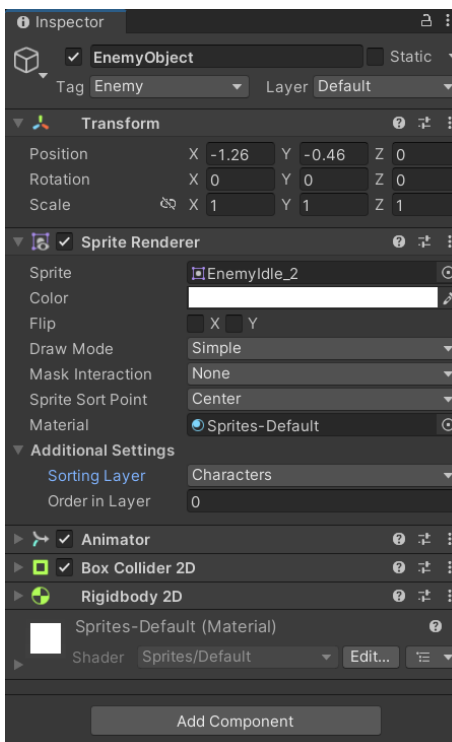 Inspector
EnemyObject Static
Tag Enemy Layer Default
Transform
Position X -1.26 Y -0.46 Z 0
Rotation X 0 Y 0 Z 0
Scale X 1 Y 1 Z 1
Sprite Renderer
Sprite EnemyIdle_2
Color
Flip X Y
Draw Mode Simple
Mask Interaction None
Sprite Sort Point Center
Material Sprites-Default
Additional Settings
Sorting Layer Characters
Order in Layer 0
Animator
Box Collider 2D
Rigidbody 2D
Sprites-Default (Material)
Shader Sprites/Default Edit...
Add Component